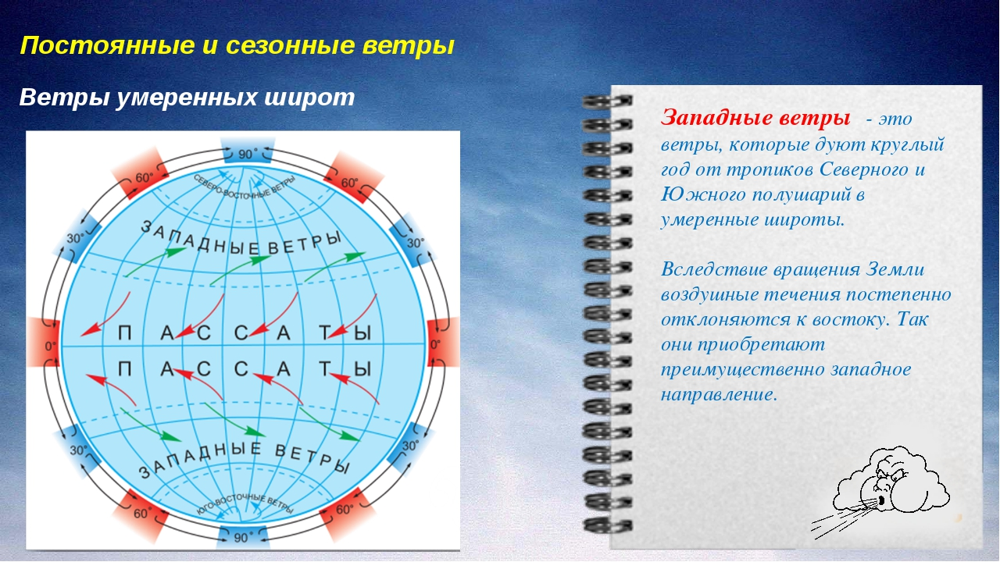 Постоянные и сезонные ветры
Ветры умеренных широт
90°
60°
60°
СЕВЕРО-ВОСТОЧНЫЕ ВЕТРЫ
ЗАПАДНЫЕ ВЕТРЫ
30°
30°
ПАССАТЫ
0°
0°
ПАССАТЫ
30°
30°
ЗАПАДНЫЕ ВЕТРЫ
ЮГО-ВОСТОЧНЫЕ ВЕТРЫ
60°
60°
90°
Западные ветры - это
ветры, которые дуют круглый
год от тропиков Северного и
Южного полушарий в
умеренные широты.
Вследствие вращения Земли
воздушные течения постепенно
отклоняются к востоку. Так
они приобретают
преимущественно западное
направление.